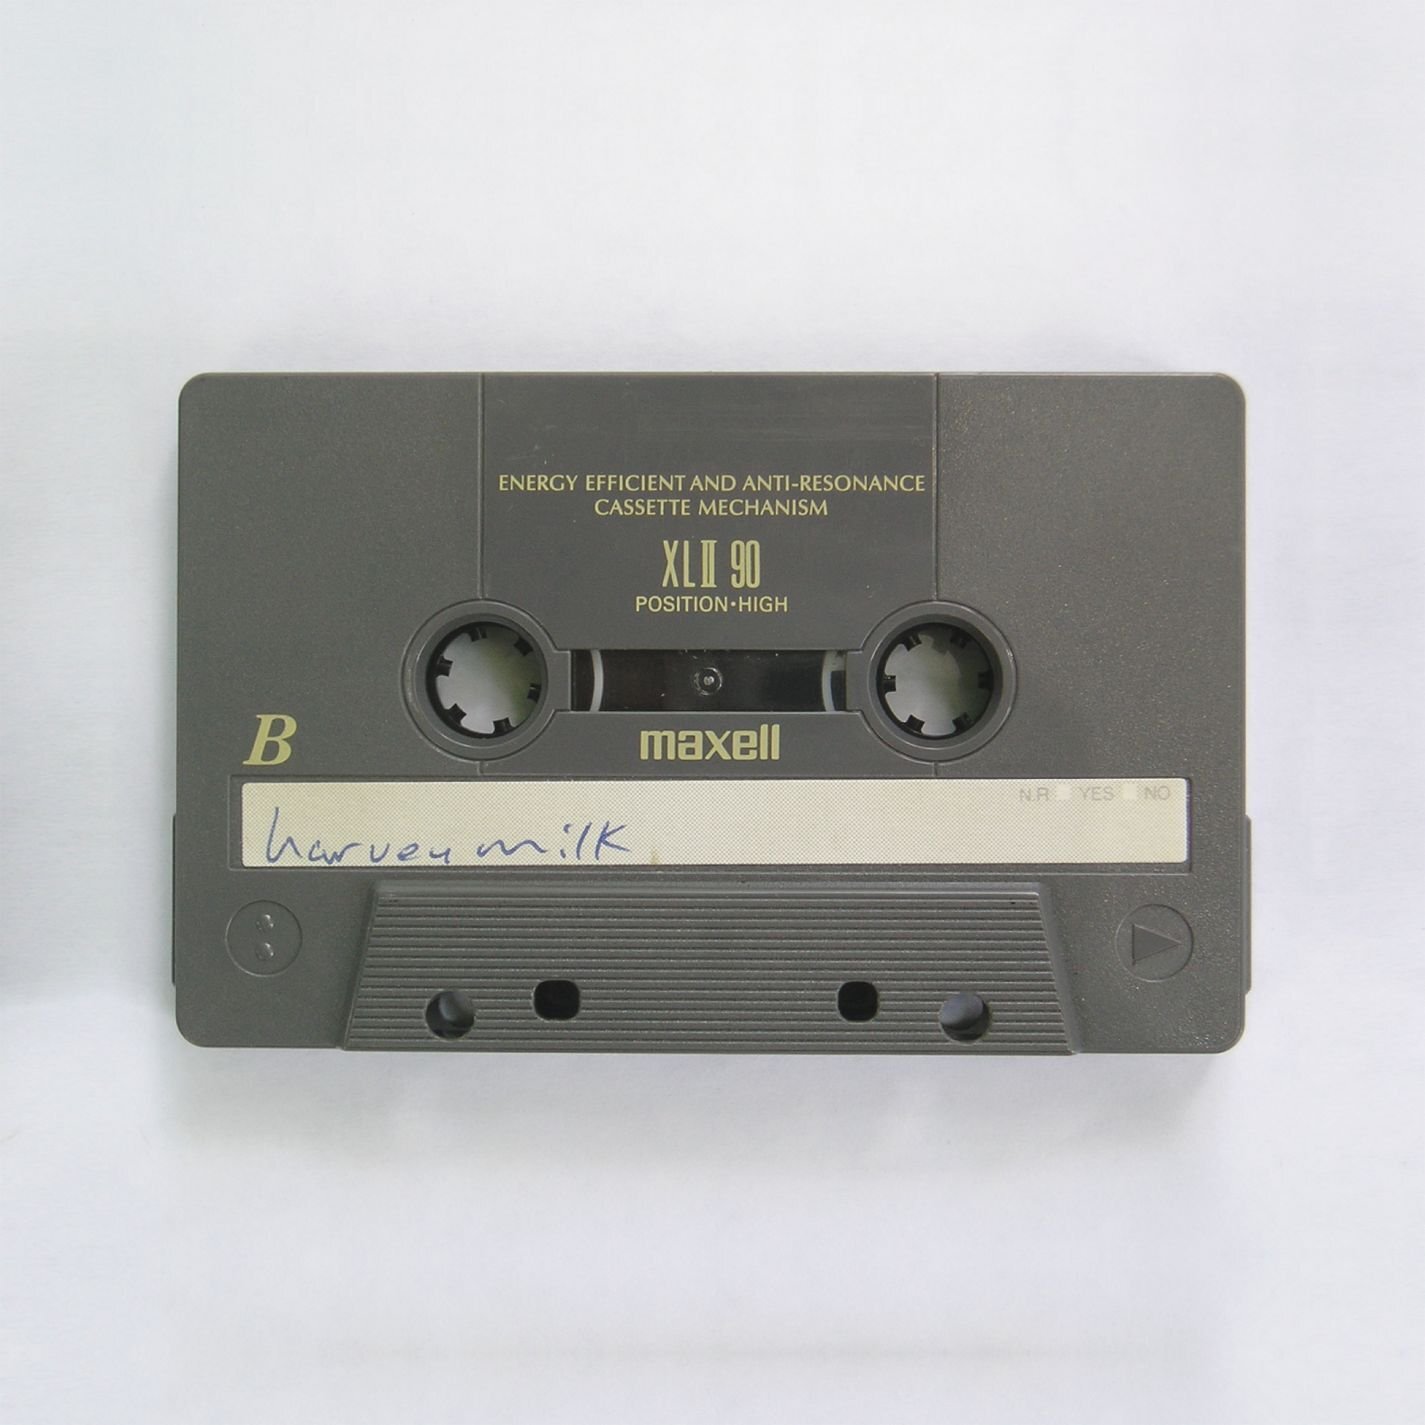 ENERGY EFFICIENT AND ANTI-RESONANCE
CASSETTE MECHANISM
XLII 90
POSITION·HIGH
maxell
B
N.R YES NO
harvey milk